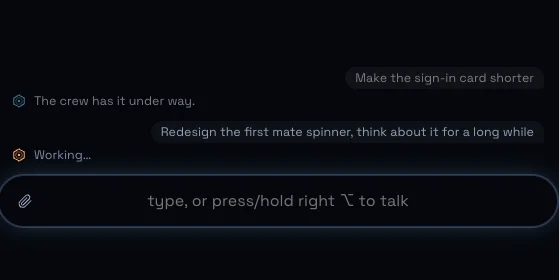 Make the sign-in card shorter
The crew has it under way.
Redesign the first mate spinner, think about it for a long while
Working...
type, or press/hold right ⌥ to talk